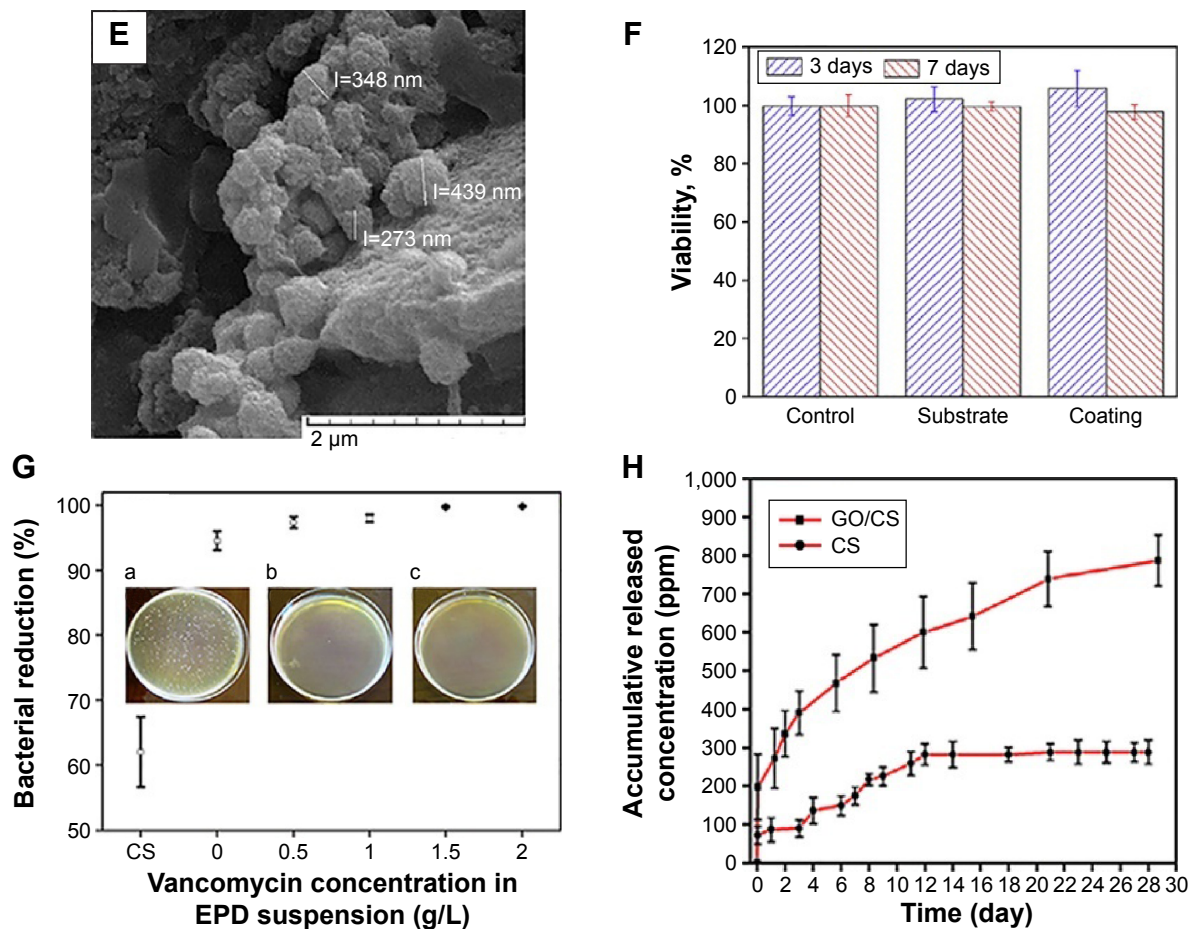 E
l=348 nm
l=439 nm
l=273 nm
2 μm
F
120
100
80
60
40
20
0
Viability, %
3 days
7 days
Control
Substrate
Coating
G
100
90
80
70
60
50
Bacterial reduction (%)
a
b
c
CS
0
0.5
1
1.5
2
Vancomycin concentration in
EPD suspension (g/L)
H
1,000
900
800
700
600
500
400
300
200
100
0
Accumulative released
concentration (ppm)
GO/CS
CS
0 2 4 6 8 10 12 14 16 18 20 22 24 26 28 30
Time (day)